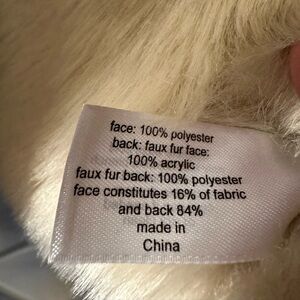 face: 100% polyester
back: faux fur face:
100% acrylic
faux fur back: 100% polyester
face constitutes 16% of fabric
and back 84%
made in
China